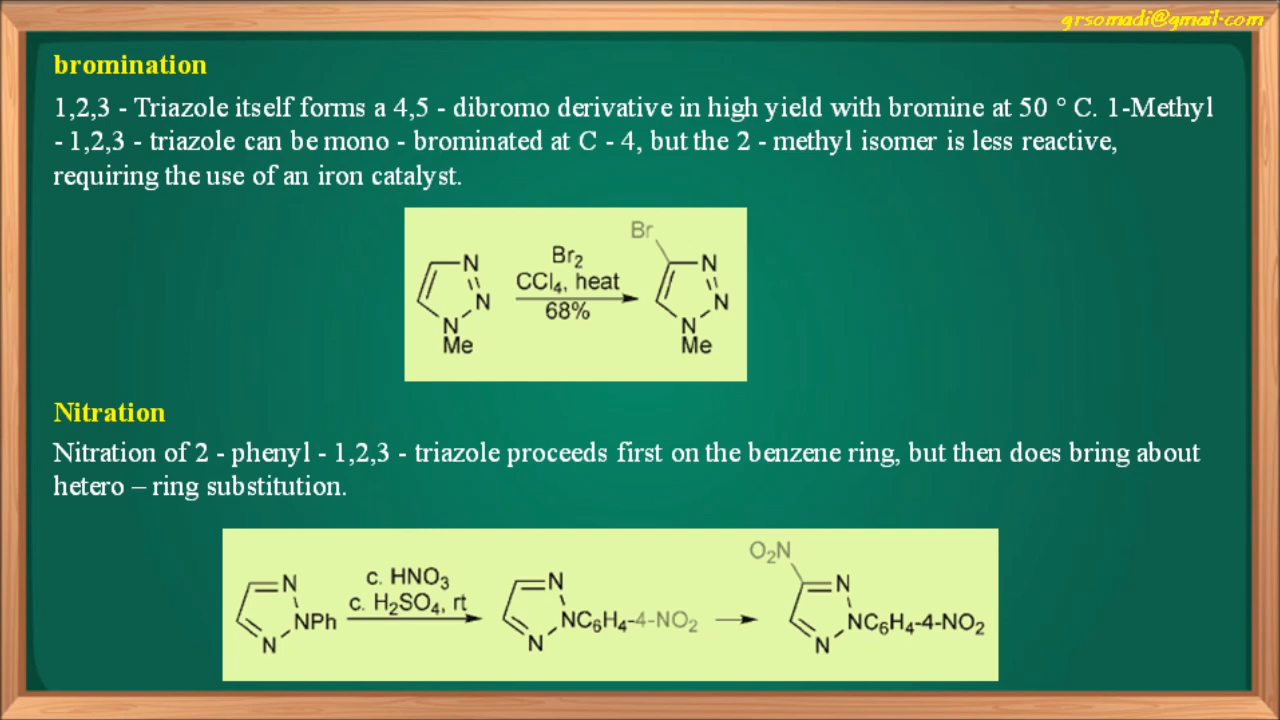 grsomadi@gmail.com
bromination
1,2,3 - Triazole itself forms a 4,5 - dibromo derivative in high yield with bromine at 50 ° C. 1-Methyl
- 1,2,3 - triazole can be mono - brominated at C - 4, but the 2 - methyl isomer is less reactive,
requiring the use of an iron catalyst.
Br
N
N
N
Me
Br₂
CCl₄, heat
68%
N
N
N
Me
Nitration
Nitration of 2 - phenyl - 1,2,3 - triazole proceeds first on the benzene ring, but then does bring about
hetero – ring substitution.
N
NPh
N
c. HNO₃
c. H₂SO₄, rt
N
NC₆H₄-4-NO₂
N
O₂N
N
NC₆H₄-4-NO₂
N